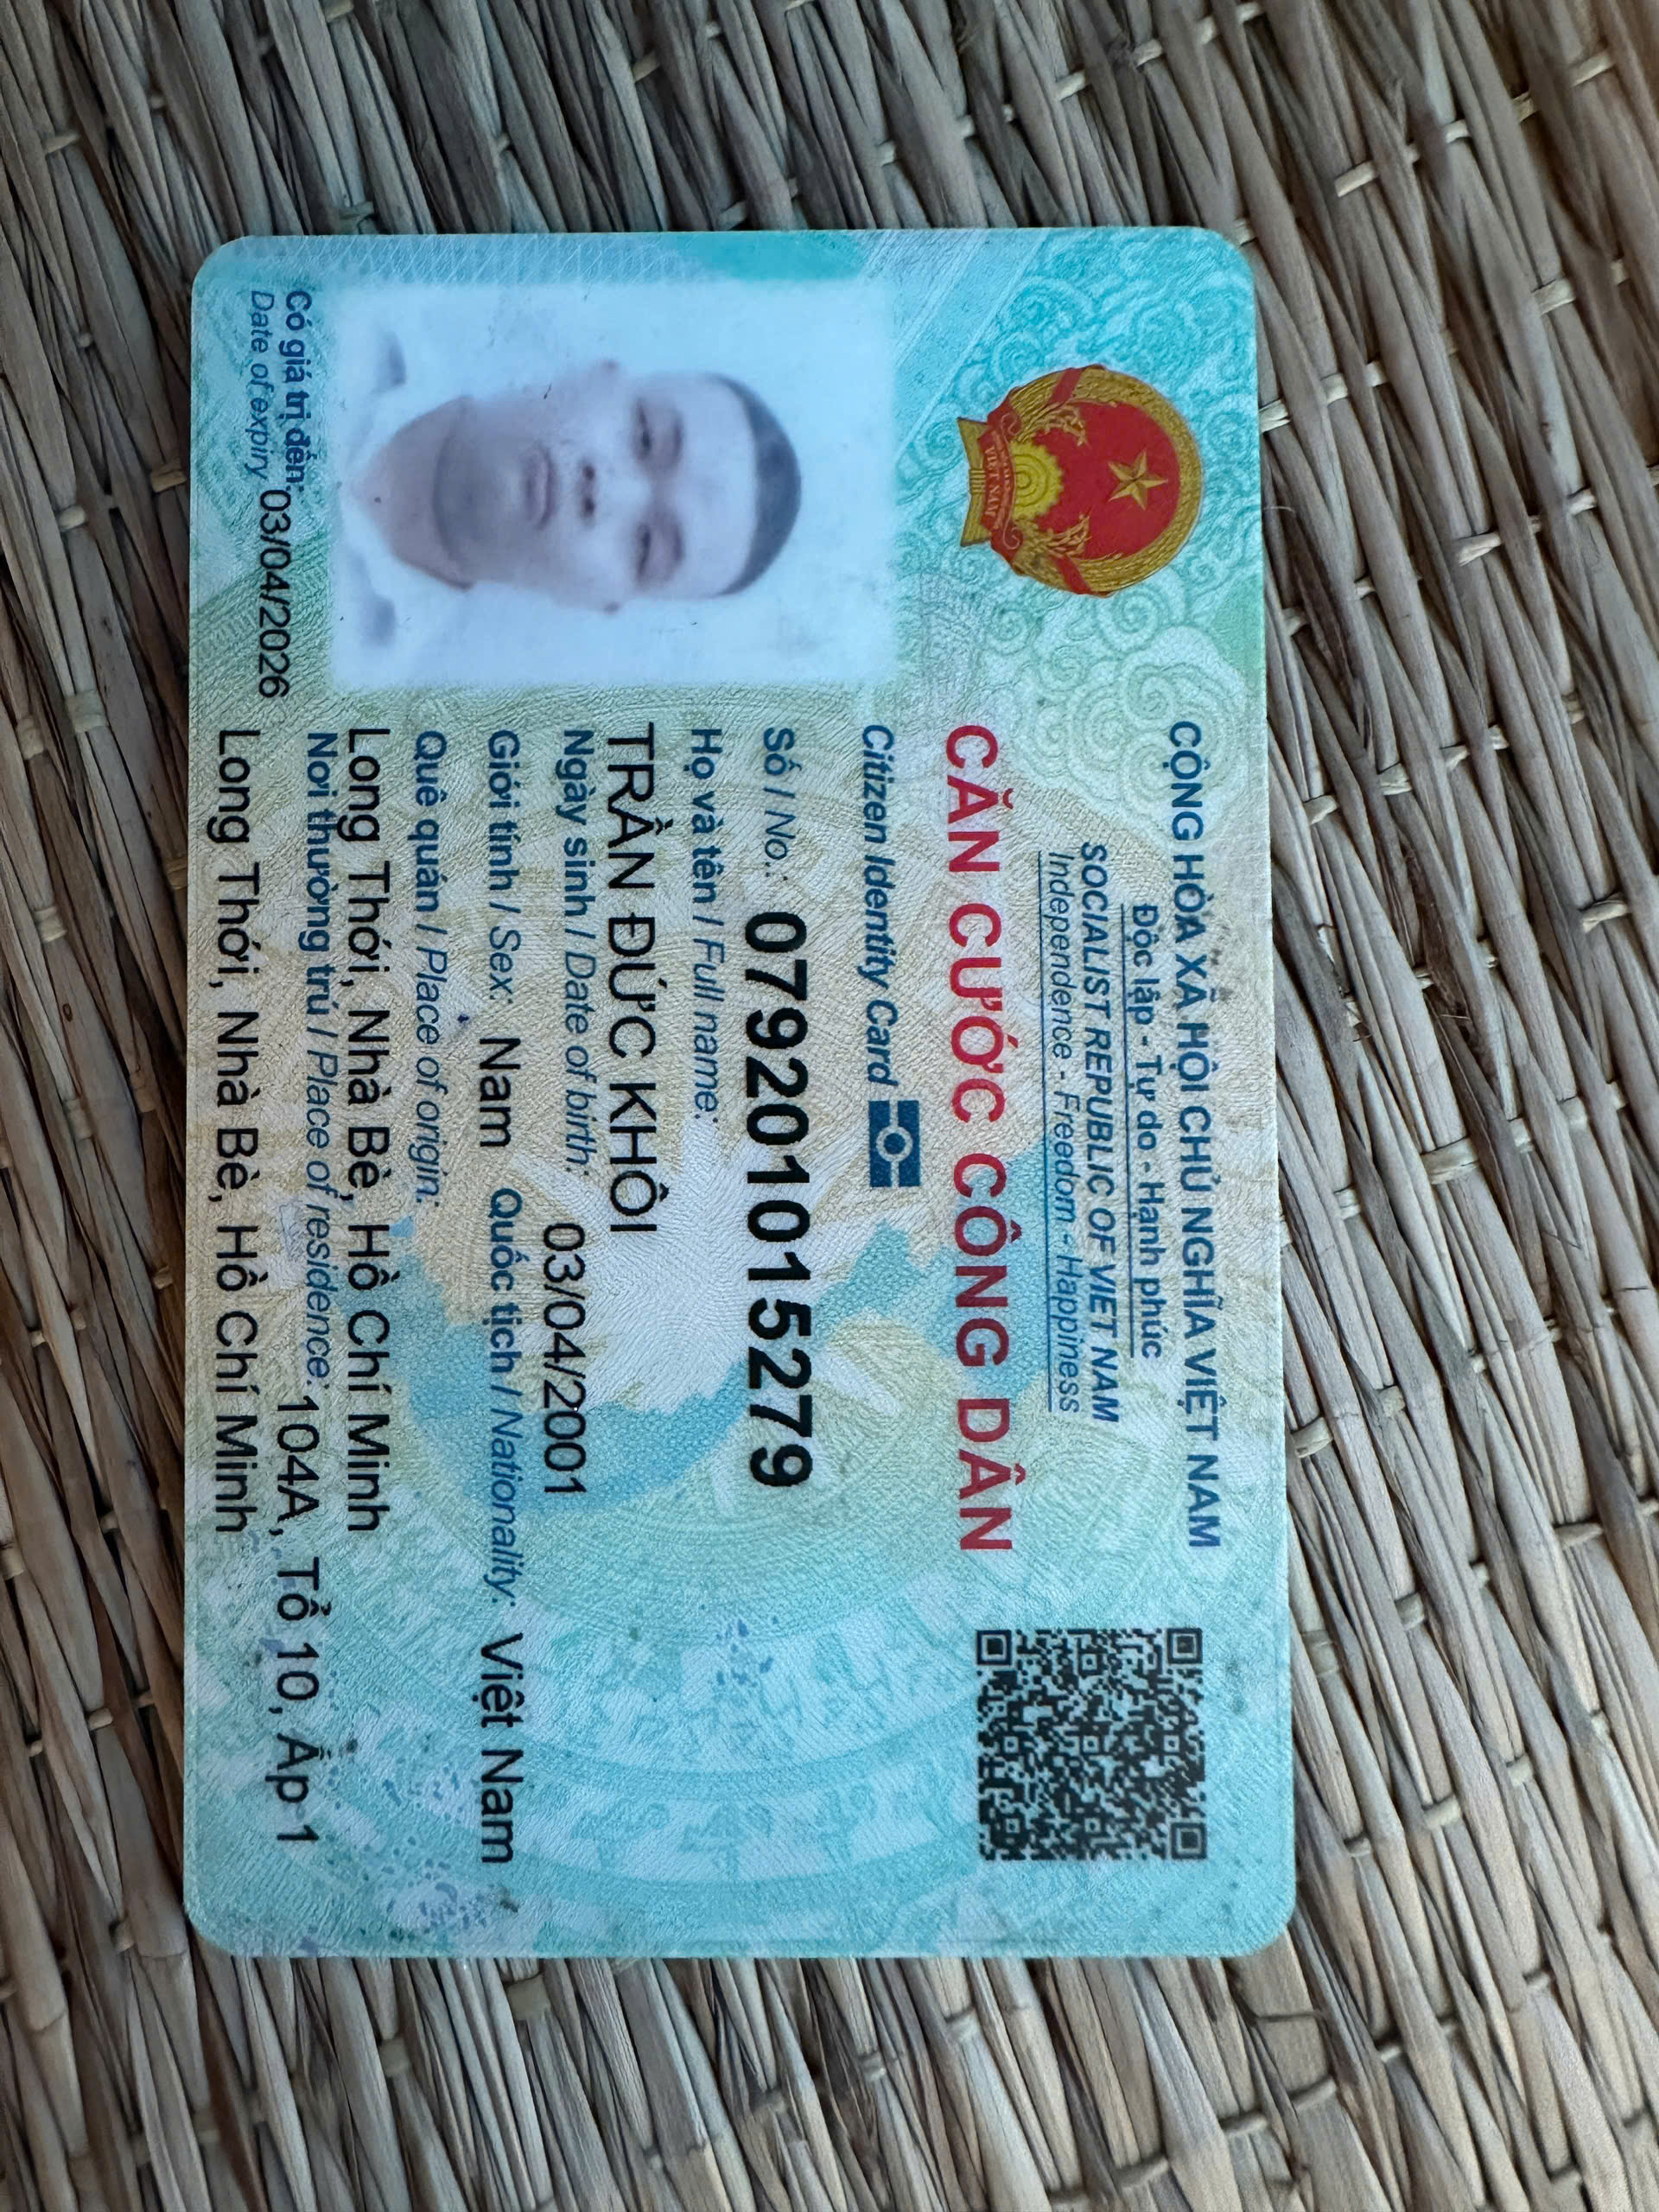 CỘNG HÒA XÃ HỘI CHỦ NGHĨA VIỆT NAM
Độc lập - Tự do - Hạnh phúc
SOCIALIST REPUBLIC OF VIET NAM
Independence - Freedom - Happiness
CĂN CƯỚC CÔNG DÂN
Citizen Identity Card
Số / No.: 079201015279
Họ và tên / Full name:
TRẦN ĐỨC KHÔI
Ngày sinh / Date of birth: 03/04/2001
Giới tính / Sex: Nam Quốc tịch / Nationality: Việt Nam
Quê quán / Place of origin:
Long Thới, Nhà Bè, Hồ Chí Minh
Nơi thường trú / Place of residence: 104A, Tổ 10, Ấp 1
Long Thới, Nhà Bè, Hồ Chí Minh
Có giá trị đến: 03/04/2026
Date of expiry